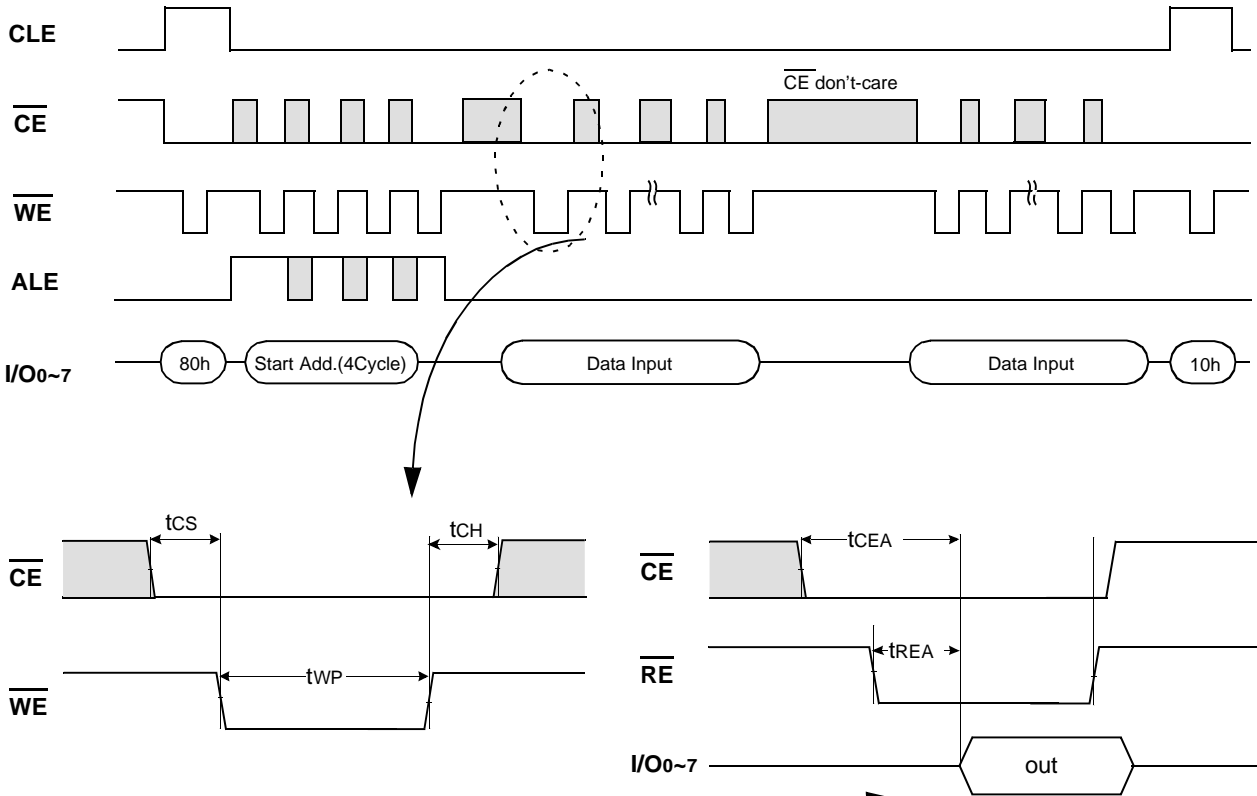 CLE
CE don't-care
CE
WE
ALE
I/O0~7 80h Start Add.(4Cycle) Data Input Data Input 10h
tCS tCH
CE
tWP
WE
tCEA
CE
tREA
RE
I/O0~7 out